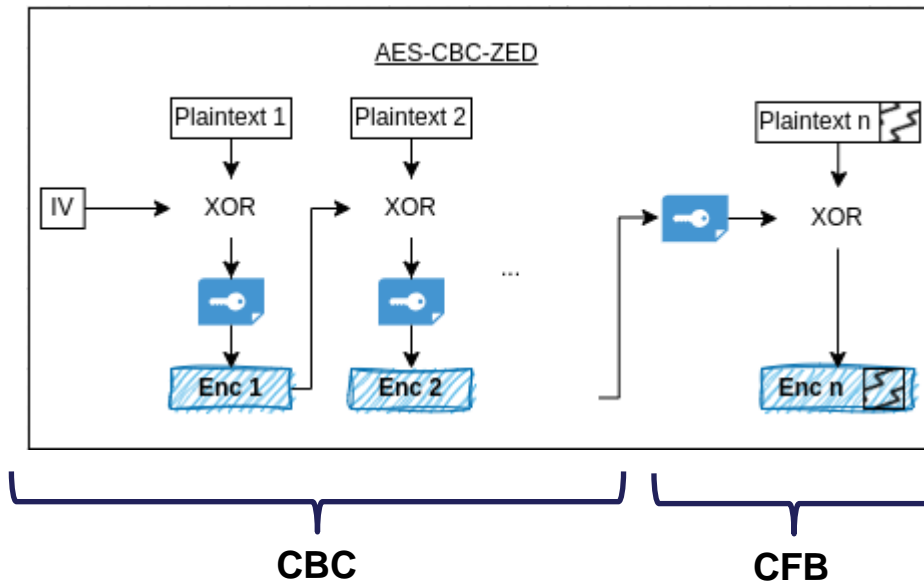 AES-CBC-ZED
Plaintext 1
Plaintext 2
Plaintext n
IV
XOR
XOR
XOR
...
Enc 1
Enc 2
Enc n
CBC
CFB